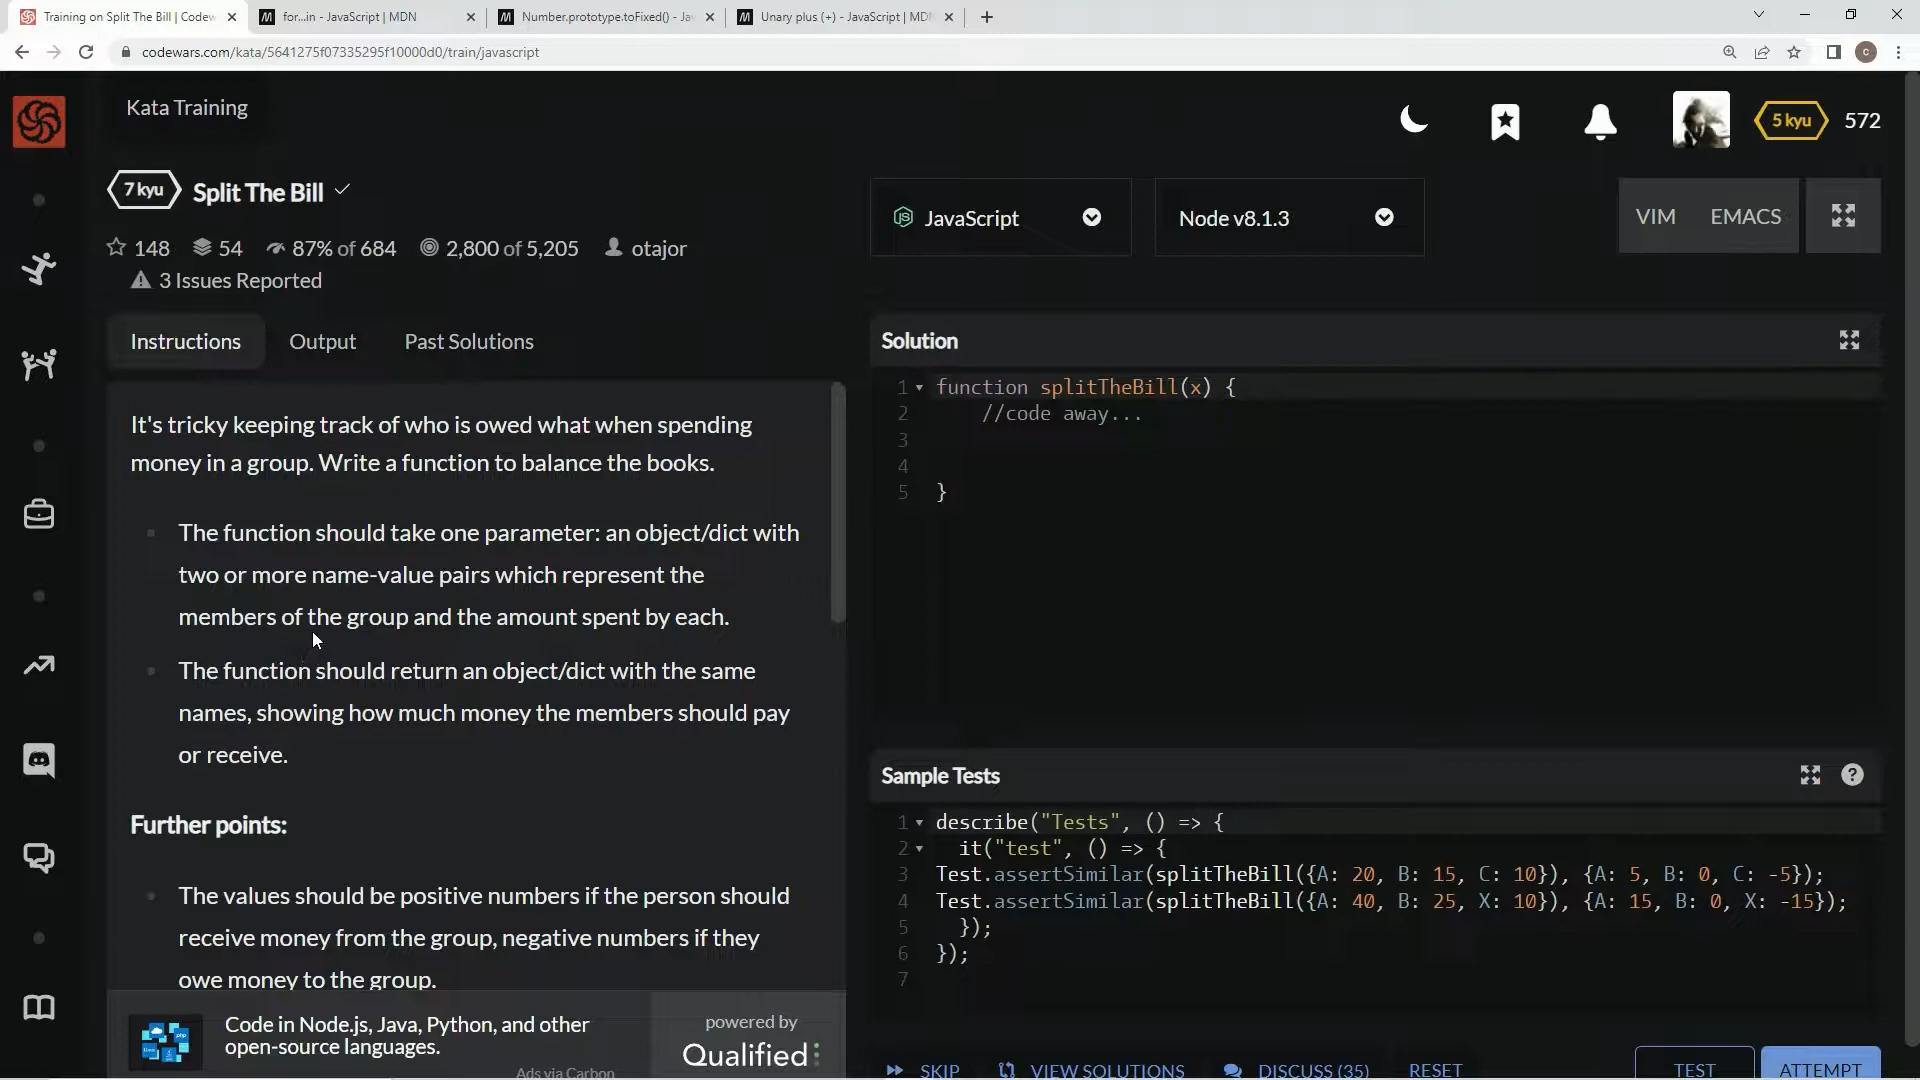 Training on Split The Bill | Codew
for...in - JavaScript | MDN
Number.prototype.toFixed() - Jav
Unary plus (+) - JavaScript | MDN
codewars.com/kata/5641275f07335295f10000d0/train/javascript
C
Kata Training
5 kyu
572
7 kyu
Split The Bill
148
54
87% of 684
2,800 of 5,205
otajor
3 Issues Reported
JavaScript
Node v8.1.3
VIM
EMACS
Instructions
Output
Past Solutions
It's tricky keeping track of who is owed what when spending
money in a group. Write a function to balance the books.
The function should take one parameter: an object/dict with
two or more name-value pairs which represent the
members of the group and the amount spent by each.
The function should return an object/dict with the same
names, showing how much money the members should pay
or receive.
Further points:
The values should be positive numbers if the person should
receive money from the group, negative numbers if they
owe money to the group.
Code in Node.js, Java, Python, and other
open-source languages.
Ads via Carbon
powered by
Qualified
Solution
1 function splitTheBill(x) {
2 //code away...
3
4
5 }
Sample Tests
1 describe("Tests", () => {
2 it("test", () => {
3 Test.assertSimilar(splitTheBill({A: 20, B: 15, C: 10}), {A: 5, B: 0, C: -5});
4 Test.assertSimilar(splitTheBill({A: 40, B: 25, X: 10}), {A: 15, B: 0, X: -15});
5 });
6 });
7
SKIP
VIEW SOLUTIONS
DISCUSS (35)
RESET
TEST
ATTEMPT